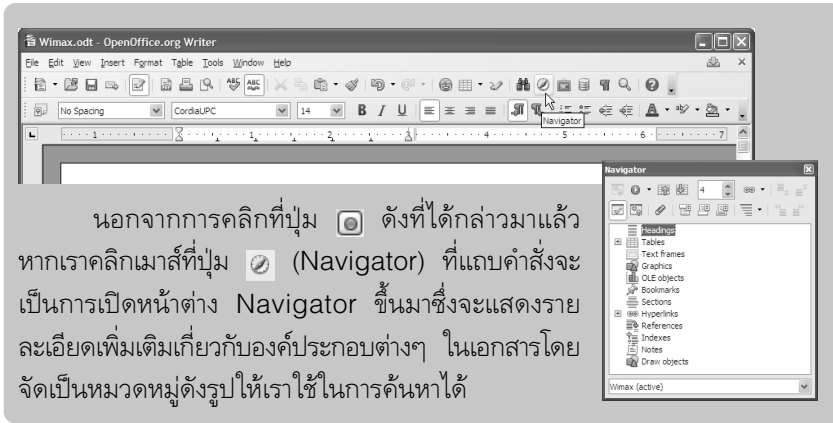 Wimax.odt - OpenOffice.org Writer
File Edit View Insert Format Table Tools Window Help
No Spacing CordiaUPC 14 B I U
Navigator
1 1 2 4 5 6 7
Navigator
4
Headings
Tables
Text frames
Graphics
OLE objects
Bookmarks
Sections
Hyperlinks
References
Indexes
Notes
Draw objects
Wimax (active)
นอกจากการคลิกที่ปุ่ม ดังที่ได้กล่าวมาแล้ว
หากเราคลิกเมาส์ที่ปุ่ม (Navigator) ที่แถบคำสั่งจะ
เป็นการเปิดหน้าต่าง Navigator ขึ้นมาซึ่งจะแสดงราย
ละเอียดเพิ่มเติมเกี่ยวกับองค์ประกอบต่างๆ ในเอกสารโดย
จัดเป็นหมวดหมู่ดังรูปให้เราใช้ในการค้นหาได้